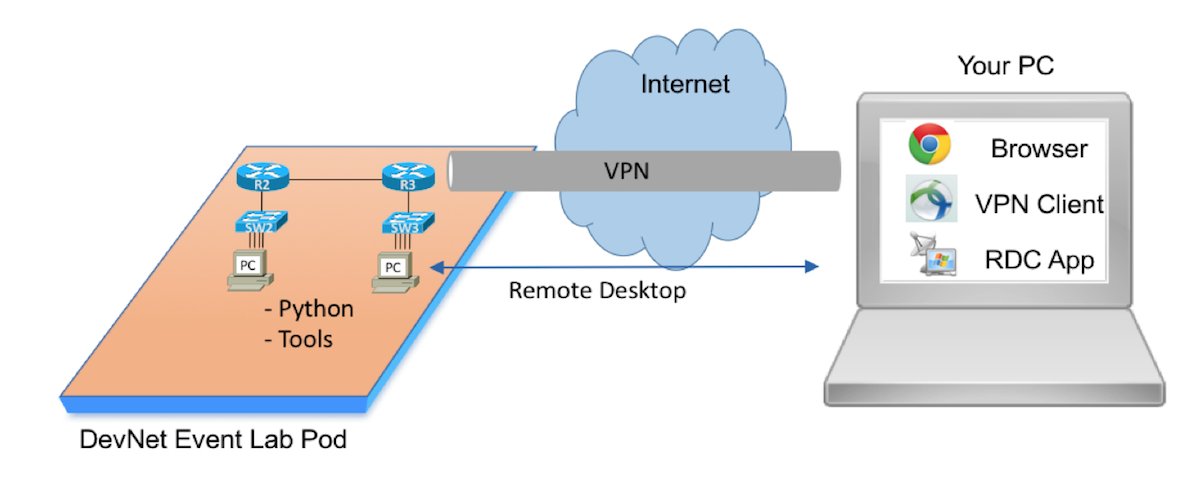 Internet
Your PC
VPN
Browser
VPN Client
RDC App
R2
R3
SW2
SW3
PC
PC
Remote Desktop
- Python
- Tools
DevNet Event Lab Pod